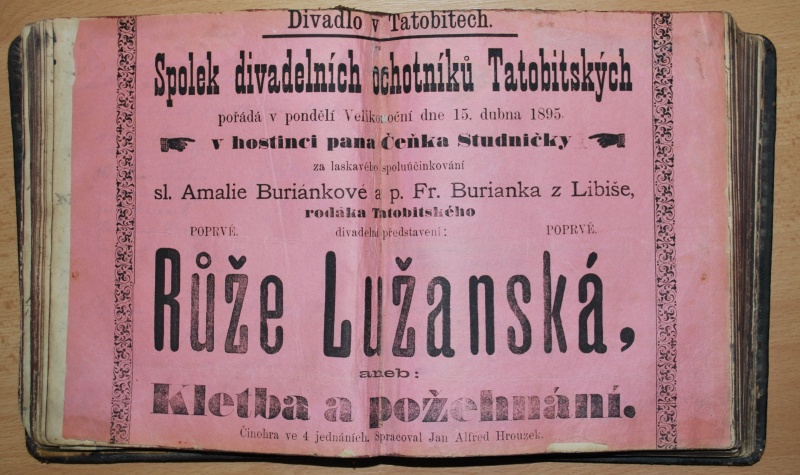 Divadlo v Tatobitech.
Spolek divadelních ochotníků Tatobitských
pořádá v pondělí Velikonoční dne 15. dubna 1895.
v hostinci pana Čeňka Studničky
za laskavého spoluúčinkování
sl. Amalie Buriánkové a p. Fr. Burianka z Libiše,
rodáka Tatobitského
POPRVÉ. divadelní představení: POPRVÉ.
Růže Lužanská,
aneb:
Kletba a požehnání.
Činohra ve 4 jednáních. Spracoval Jan Alfred Hrouzek.